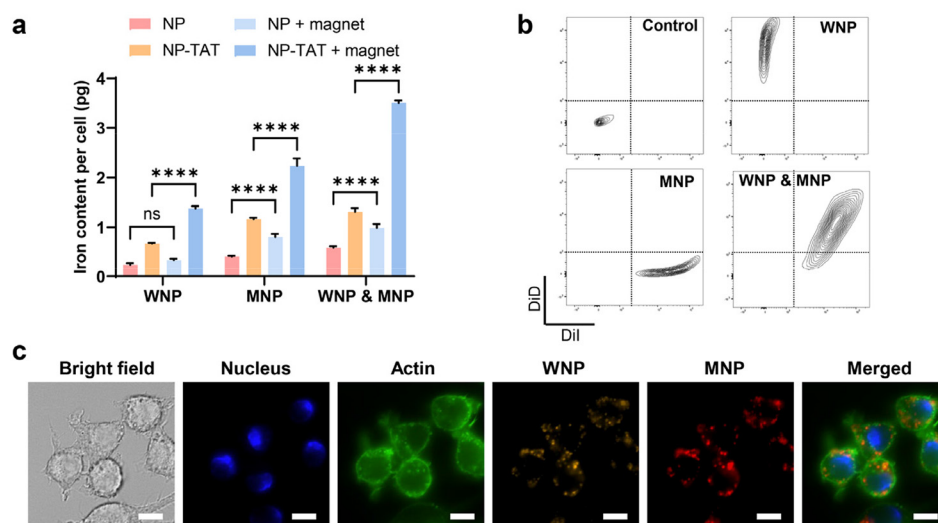 a
NP
NP + magnet
NP-TAT
NP-TAT + magnet
Iron content per cell (pg)
4
3
2
1
0
ns
****
****
****
****
****
WNP
MNP
WNP & MNP
b
Control
WNP
MNP
WNP & MNP
DiD
DiI
c
Bright field
Nucleus
Actin
WNP
MNP
Merged